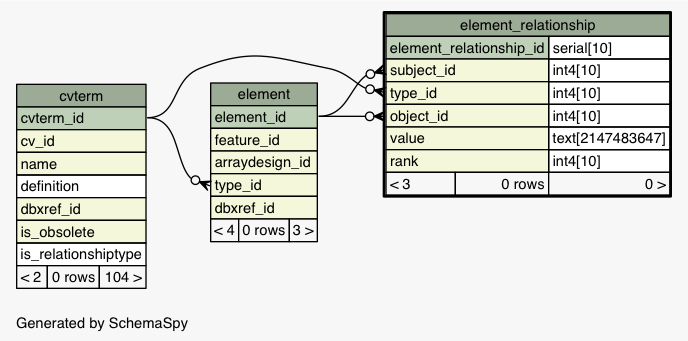 element_relationship
element_relationship_id serial[10]
subject_id int4[10]
type_id int4[10]
object_id int4[10]
value text[2147483647]
rank int4[10]
< 3 0 rows 0 >
element
element_id
feature_id
arraydesign_id
type_id
dbxref_id
< 4 0 rows 3 >
cvterm
cvterm_id
cv_id
name
definition
dbxref_id
is_obsolete
is_relationshiptype
< 2 0 rows 104 >
Generated by SchemaSpy